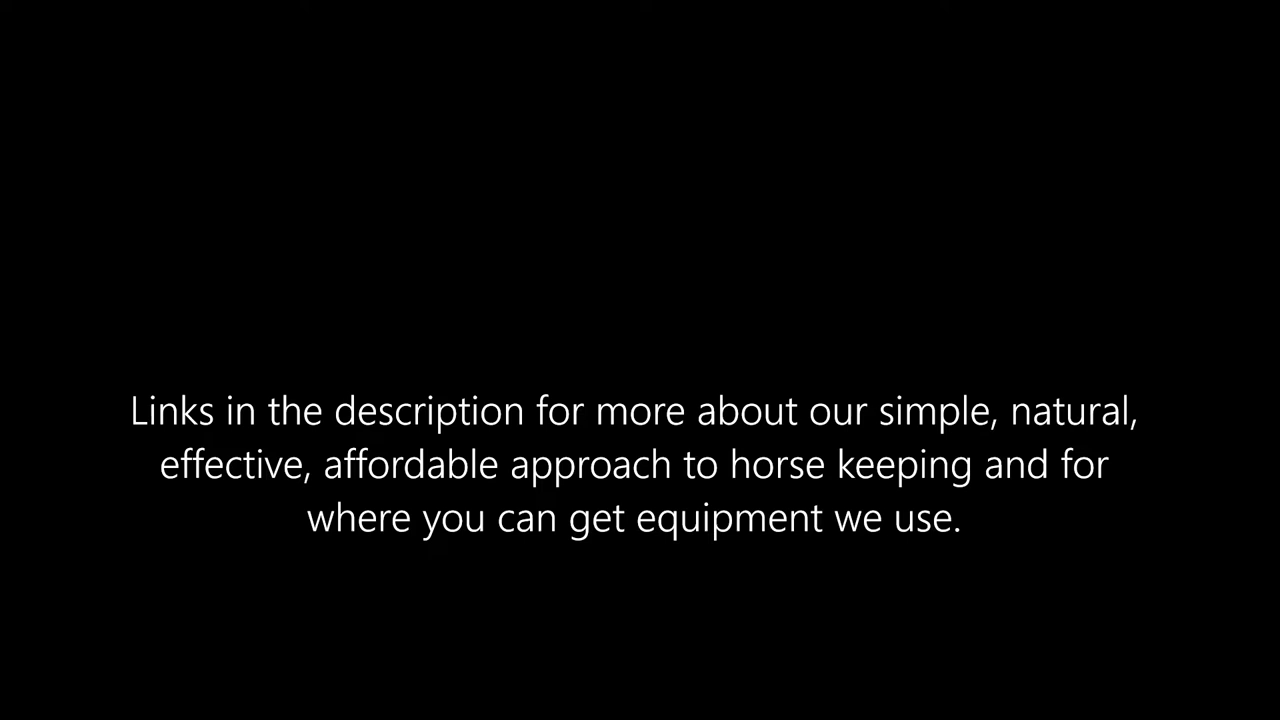 Links in the description for more about our simple, natural,
effective, affordable approach to horse keeping and for
where you can get equipment we use.